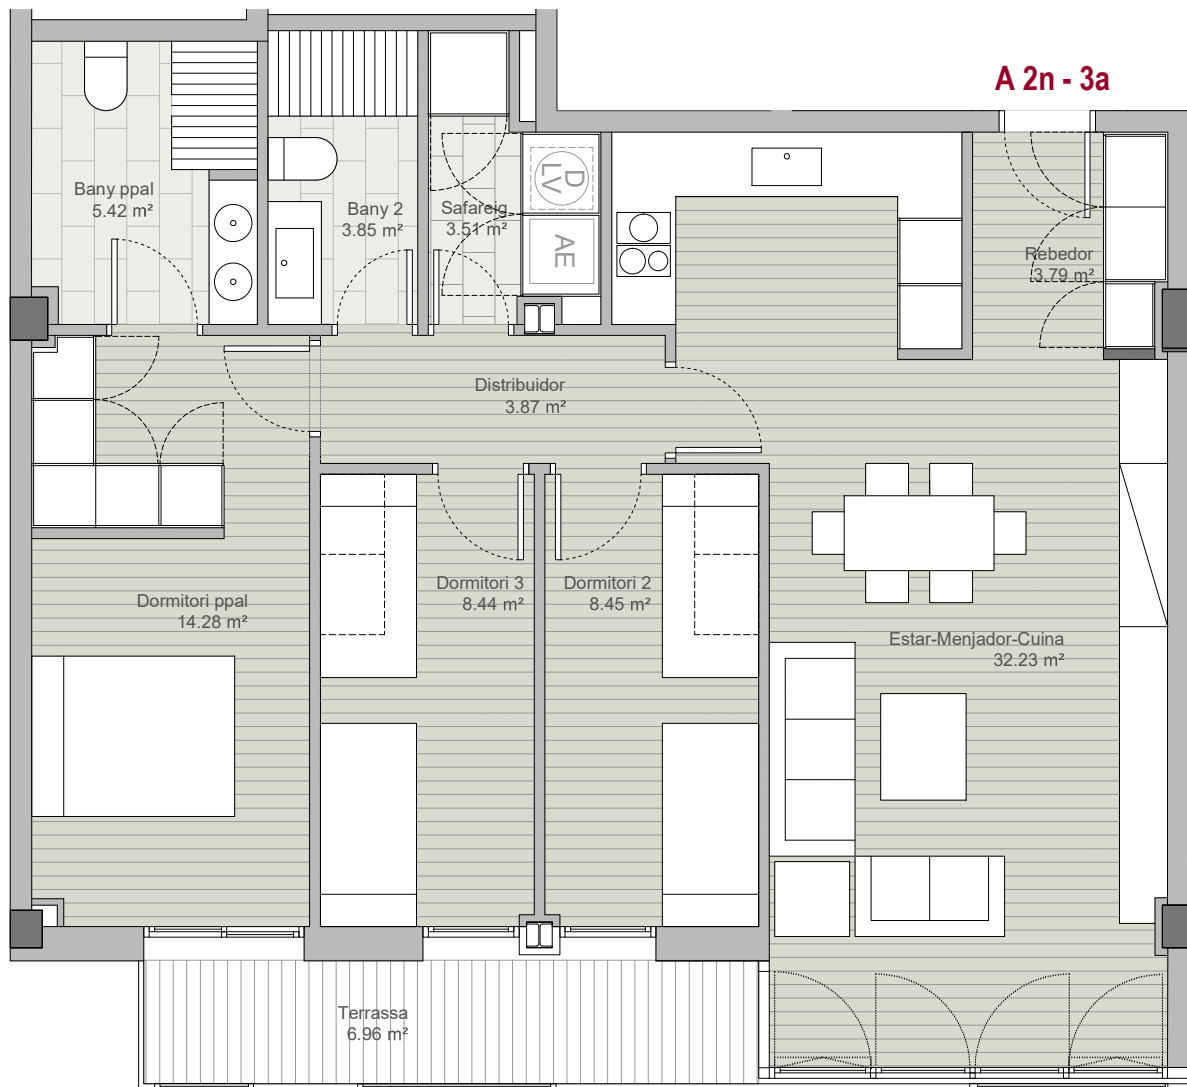 A 2n - 3a
Bany ppal
5.42 m²
Bany 2
3.85 m²
Safareig
3.51 m²
D
LV
AE
Rebedor
3.79 m²
Distribuidor
3.87 m²
Dormitori ppal
14.28 m²
Dormitori 3
8.44 m²
Dormitori 2
8.45 m²
Estar-Menjador-Cuina
32.23 m²
Terrassa
6.96 m²